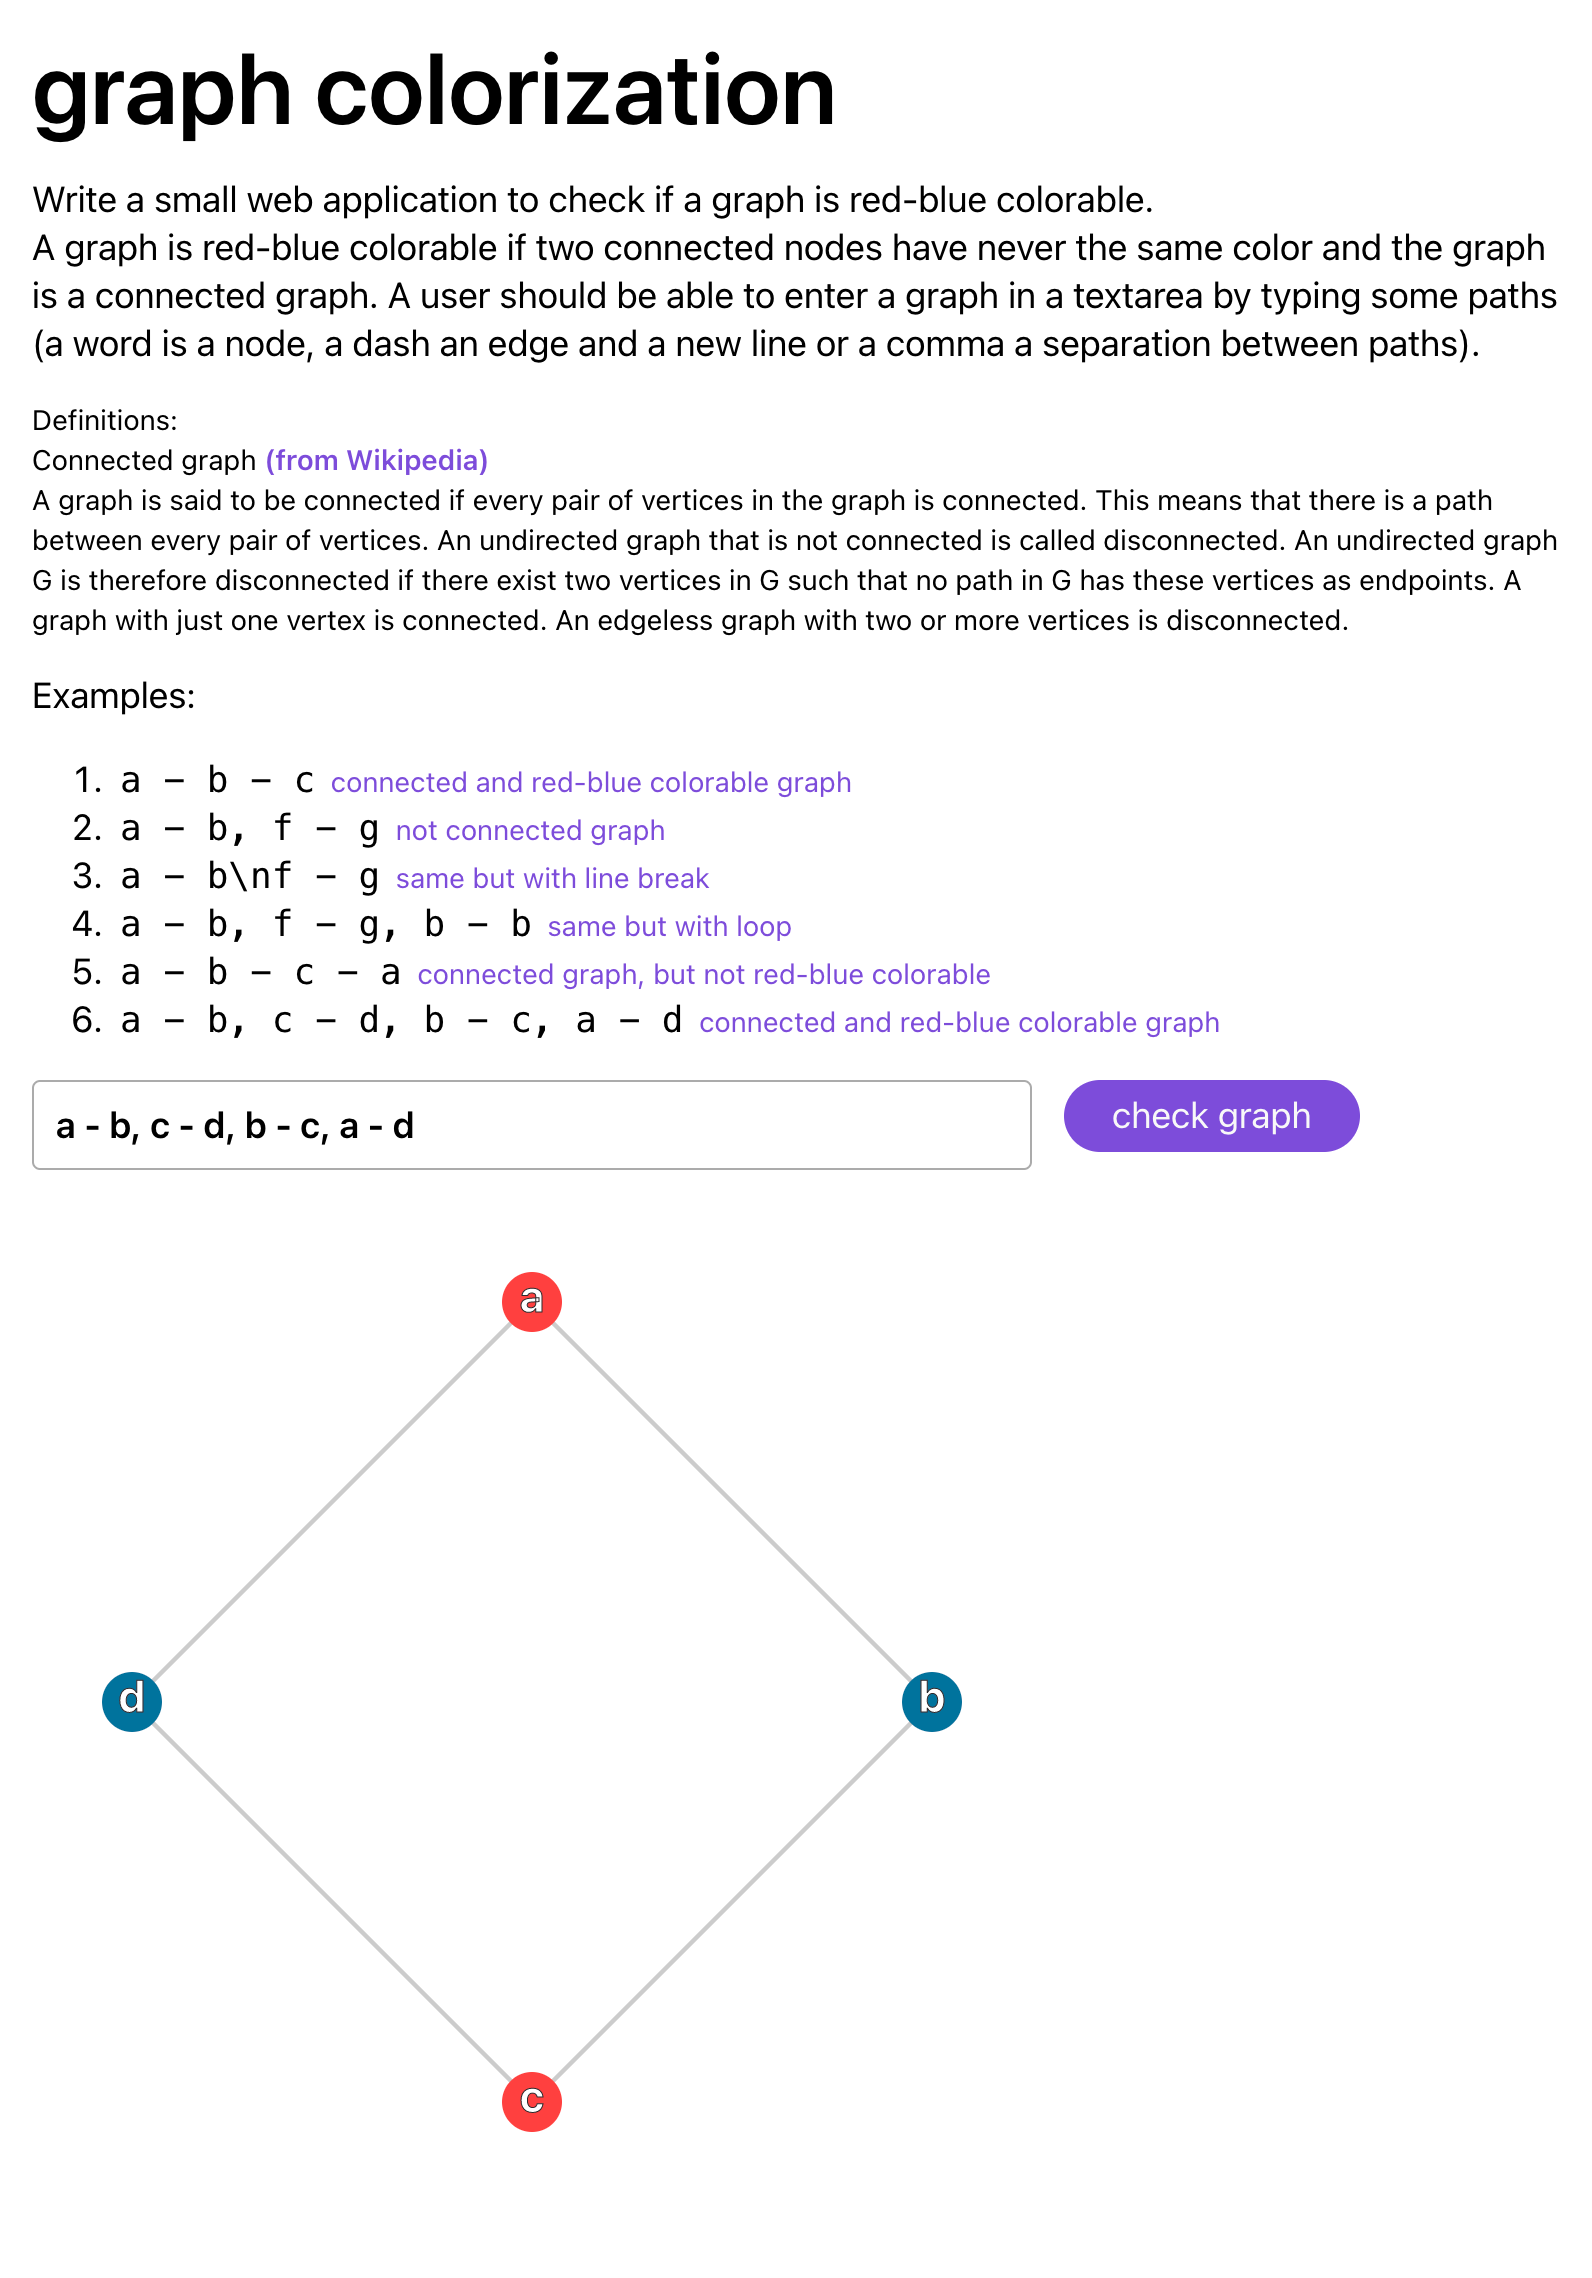 graph colorization
Write a small web application to check if a graph is red-blue colorable.
A graph is red-blue colorable if two connected nodes have never the same color and the graph
is a connected graph. A user should be able to enter a graph in a textarea by typing some paths
(a word is a node, a dash an edge and a new line or a comma a separation between paths).
Definitions:
Connected graph (from Wikipedia)
A graph is said to be connected if every pair of vertices in the graph is connected. This means that there is a path
between every pair of vertices. An undirected graph that is not connected is called disconnected. An undirected graph
G is therefore disconnected if there exist two vertices in G such that no path in G has these vertices as endpoints. A
graph with just one vertex is connected. An edgeless graph with two or more vertices is disconnected.
Examples:
1. a – b – c connected and red-blue colorable graph
2. a – b, f – g not connected graph
3. a – b\nf – g same but with line break
4. a – b, f – g, b – b same but with loop
5. a – b – c – a connected graph, but not red-blue colorable
6. a – b, c – d, b – c, a – d connected and red-blue colorable graph
a - b, c - d, b - c, a - d
check graph
a
d
b
c